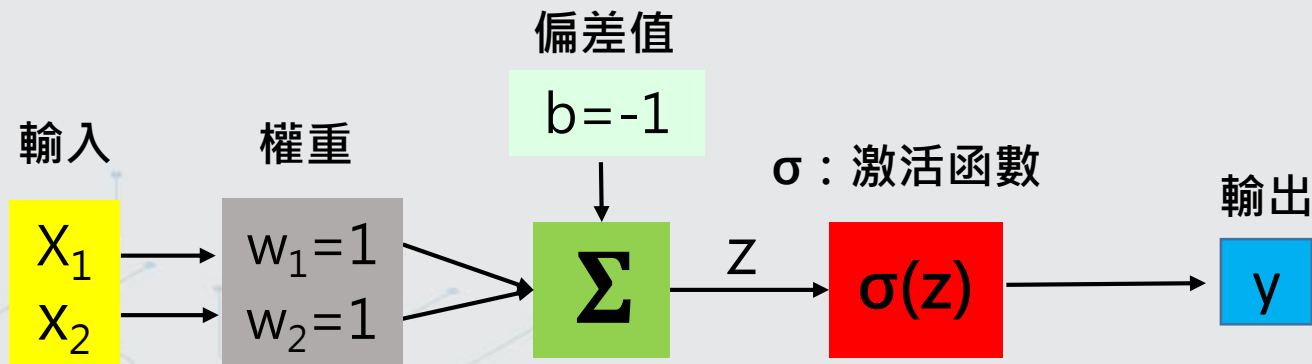 偏差值
b=-1
輸入
權重
σ：激活函數
輸出
X₁
x₂
w₁=1
w₂=1
Σ
z
σ(z)
y